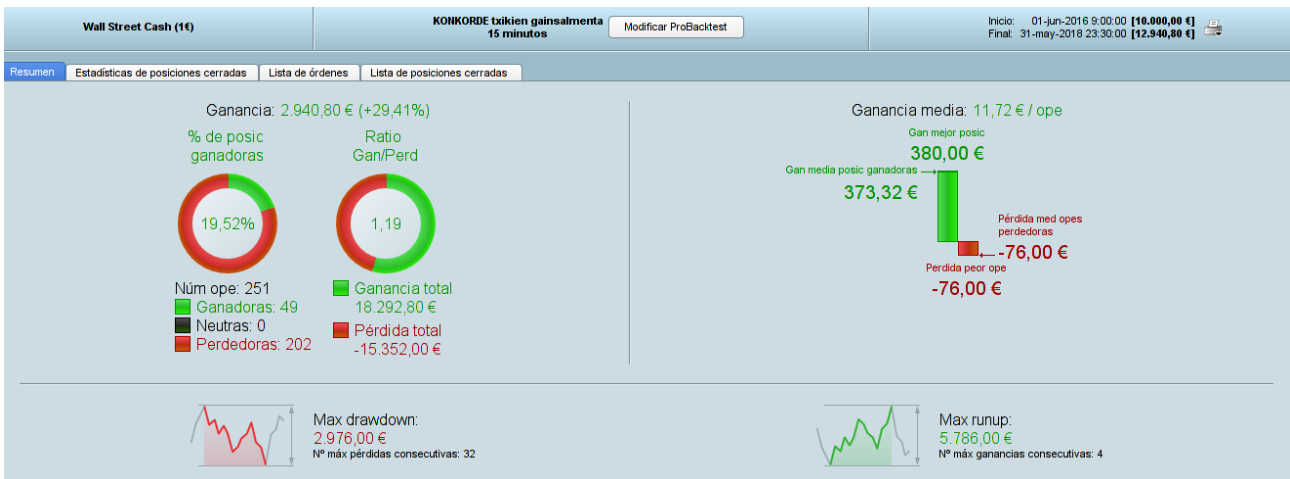 Wall Street Cash (1€)
KONKORDE txikien gainsalmenta
15 minutos
Modificar ProBacktest
Inicio: 01-jun-2016 9:00:00 [10.000,00 €]
Final: 31-may-2018 23:30:00 [12.940,80 €]
Resumen
Estadísticas de posiciones cerradas
Lista de órdenes
Lista de posiciones cerradas
Ganancia: 2.940,80 € (+29,41%)
% de posic
ganadoras
Ratio
Gan/Perd
19,52%
1,19
Núm ope: 251
Ganadoras: 49
Neutras: 0
Perdedoras: 202
Ganancia total
18.292,80 €
Pérdida total
-15.352,00 €
Ganancia media: 11,72 € / ope
Gan mejor posic
380,00 €
Gan media posic ganadoras
373,32 €
Pérdida med opes
perdedoras
-76,00 €
Perdida peor ope
-76,00 €
Max drawdown:
2.976,00 €
Nº máx pérdidas consecutivas: 32
Max runup:
5.786,00 €
Nº máx ganancias consecutivas: 4